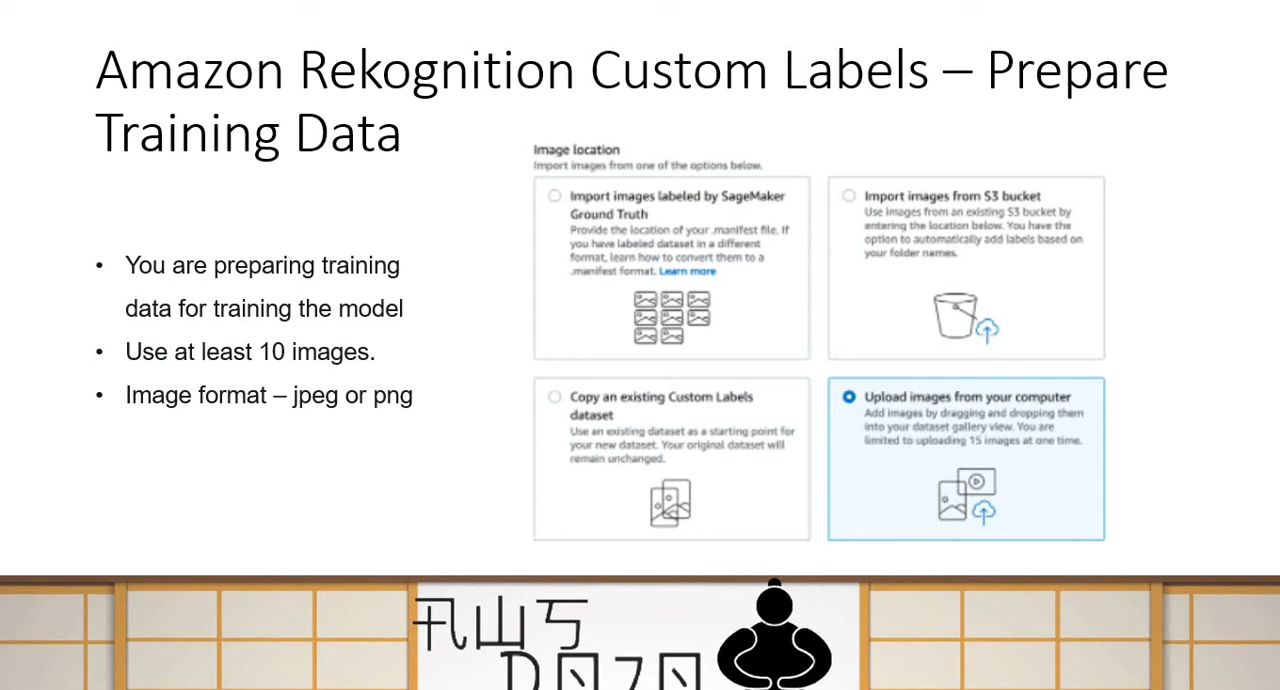 Amazon Rekognition Custom Labels – Prepare
Training Data
• You are preparing training
data for training the model
• Use at least 10 images.
• Image format – jpeg or png
Image location
Import images from one of the options below.
Import images labeled by SageMaker
Ground Truth
Provide the location of your .manifest file. If
you have labeled dataset in a different
format, learn how to convert them to a
.manifest format. Learn more
Import images from S3 bucket
Use images from an existing S3 bucket by
entering the location below. You have the
option to automatically add labels based on
your folder names.
Copy an existing Custom Labels
dataset
Use an existing dataset as a starting point for
your new dataset. Your original dataset will
remain unchanged.
Upload images from your computer
Add images by dragging and dropping them
into your dataset gallery view. You are
limited to uploading 15 images at one time.